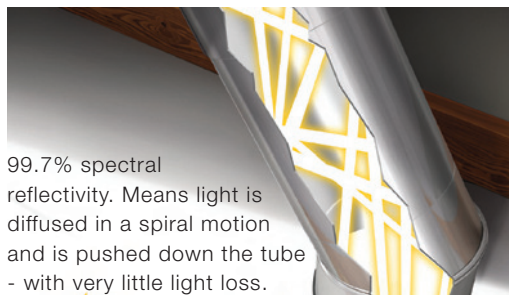 99.7% spectral
reflectivity. Means light is
diffused in a spiral motion
and is pushed down the tube
- with very little light loss.